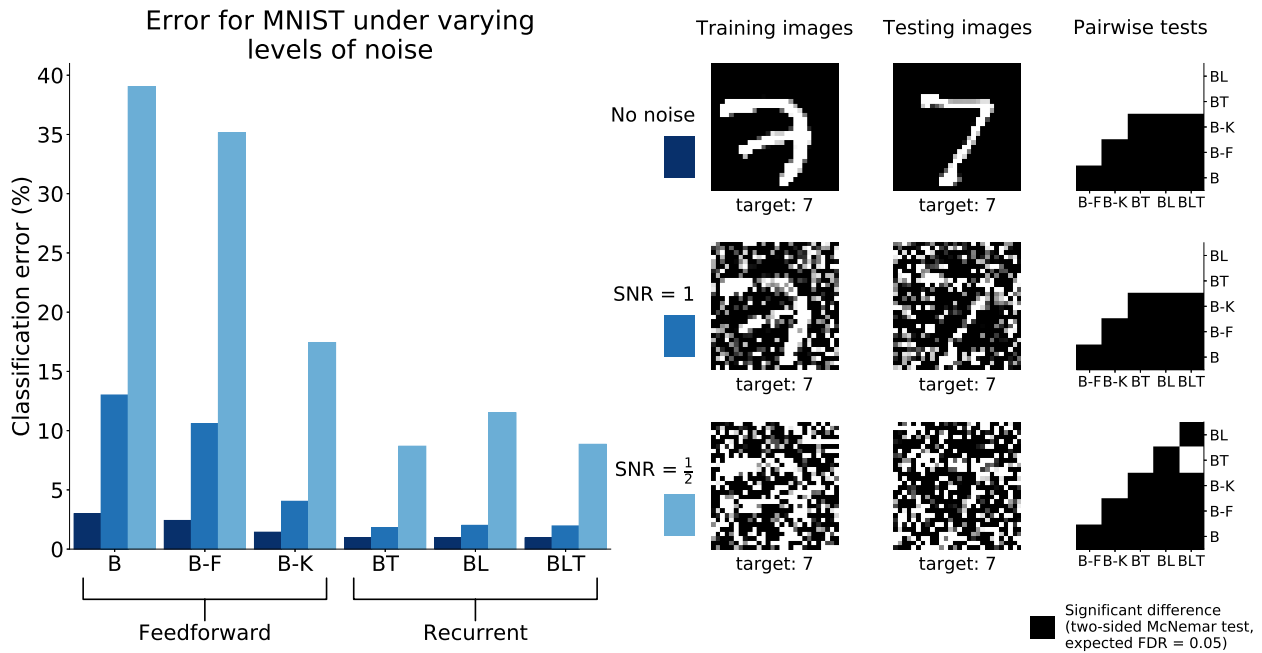 Error for MNIST under varying
levels of noise
Classification error (%)
40
35
30
25
20
15
10
5
0
B
B-F
B-K
BT
BL
BLT
Feedforward
Recurrent
Training images
Testing images
Pairwise tests
No noise
target: 7
target: 7
BL
BT
B-K
B-F
B
B-F B-K BT BL BLT
SNR = 1
target: 7
target: 7
BL
BT
B-K
B-F
B
B-F B-K BT BL BLT
SNR = 1/2
target: 7
target: 7
BL
BT
B-K
B-F
B
B-F B-K BT BL BLT
Significant difference
(two-sided McNemar test,
expected FDR = 0.05)